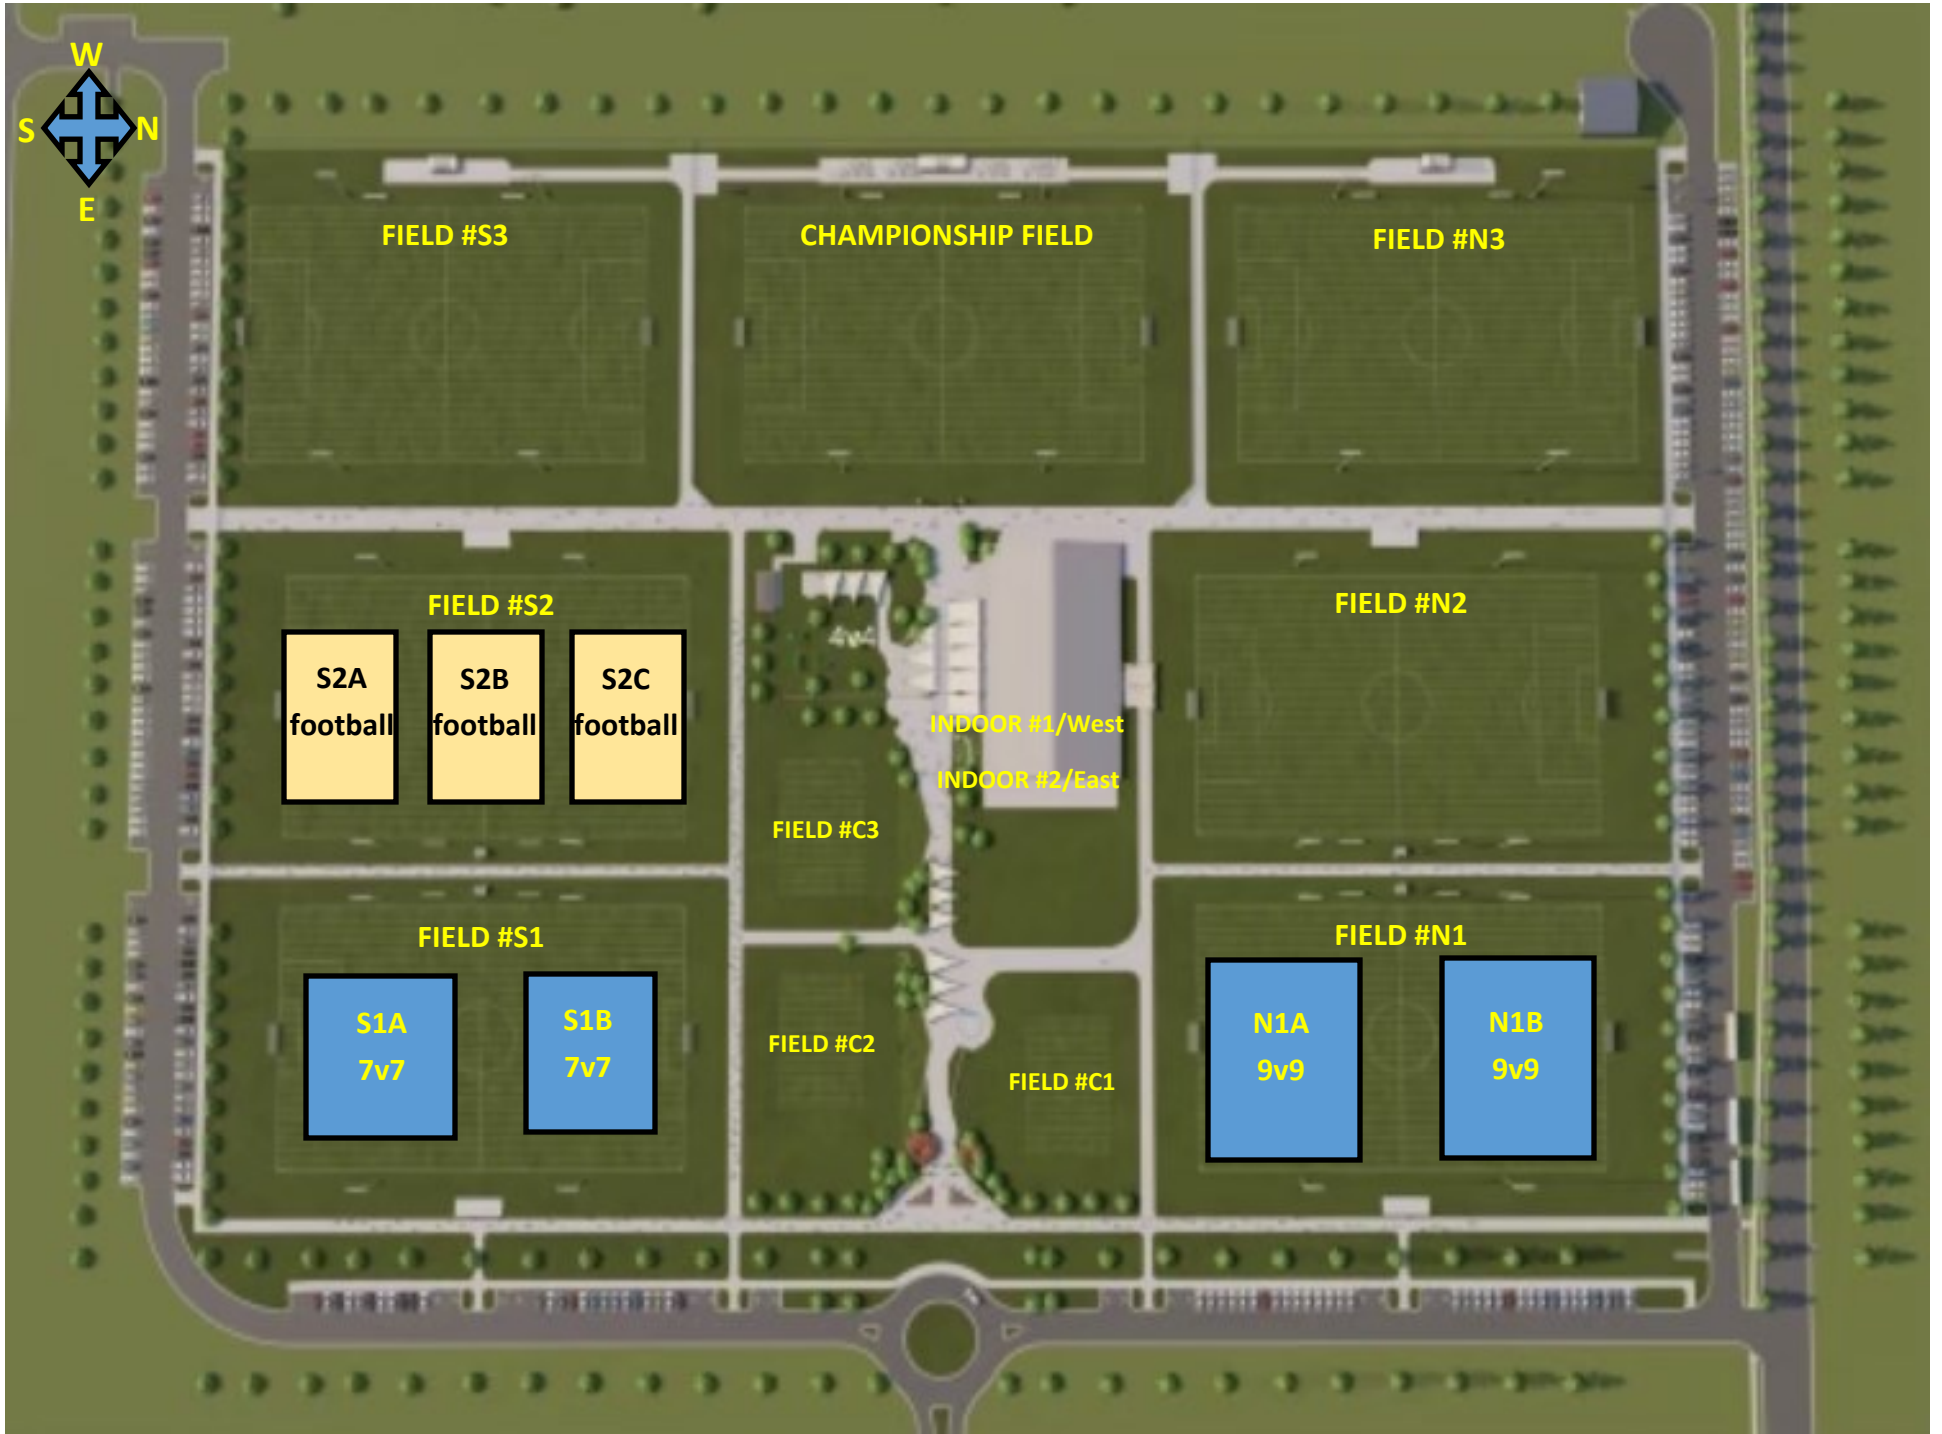 W
S
N
E
FIELD #S3
CHAMPIONSHIP FIELD
FIELD #N3
FIELD #S2
S2A
football
S2B
football
S2C
football
4v4
INDOOR #1/West
INDOOR #2/East
FIELD #N2
FIELD #C3
FIELD #S1
S1A
7v7
S1B
7v7
FIELD #C2
FIELD #C1
FIELD #N1
N1A
9v9
N1B
9v9